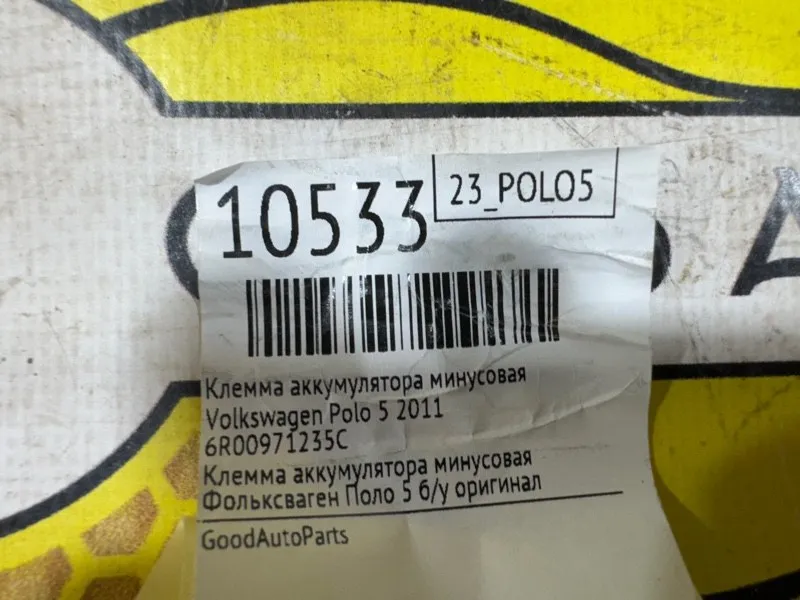 10533
23_POLO5
Клемма аккумулятора минусовая
Volkswagen Polo 5 2011
6R00971235C
Клемма аккумулятора минусовая
Фольксваген Поло 5 б/у оригинал
GoodAutoParts